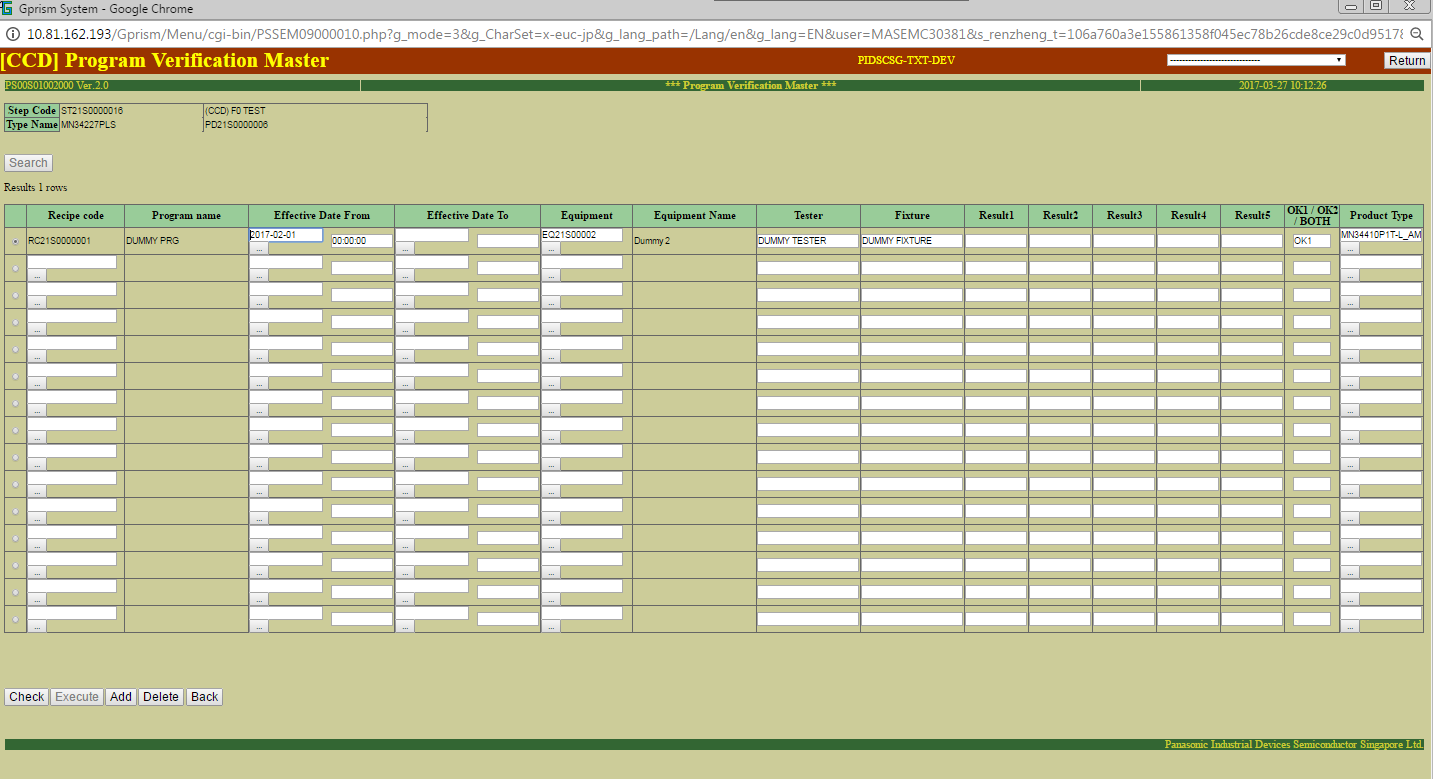 Gprism System - Google Chrome
10.81.162.193/Gprism/Menu/cgi-bin/PSSEM09000010.php?g_mode=3&g_CharSet=x-euc-jp&g_lang_path=/Lang/en&g_lang=EN&user=MASEMC30381&s_renzheng_t=106a760a3e155861358f045ec78b26cde8ce29c0d95178
[CCD] Program Verification Master PIDSCSG-TXT-DEV ------------------------------ Return
PS00S01002000 Ver.2.0 *** Program Verification Master *** 2017-03-27 10:12:26
Step Code ST21S0000016 (CCD) F0 TEST
Type Name MN34227PLS PD21S0000006
Search
Results 1 rows
Recipe code Program name Effective Date From Effective Date To Equipment Equipment Name Tester Fixture Result1 Result2 Result3 Result4 Result5 OK1 / OK2 / BOTH Product Type
RC21S0000001 DUMMY PRG 2017-02-01 ... 00:00:00 ... EQ21S00002 ... Dummy 2 DUMMY TESTER DUMMY FIXTURE OK1 MN34410P1T-L_AM ...
... ... ... ... ...
... ... ... ... ...
... ... ... ... ...
... ... ... ... ...
... ... ... ... ...
... ... ... ... ...
... ... ... ... ...
... ... ... ... ...
... ... ... ... ...
... ... ... ... ...
... ... ... ... ...
... ... ... ... ...
... ... ... ... ...
... ... ... ... ...
Check Execute Add Delete Back
Panasonic Industrial Devices Semiconductor Singapore Ltd.